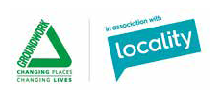 GROUNDWORK
CHANGING PLACES
CHANGING LIVES
in association with
locality